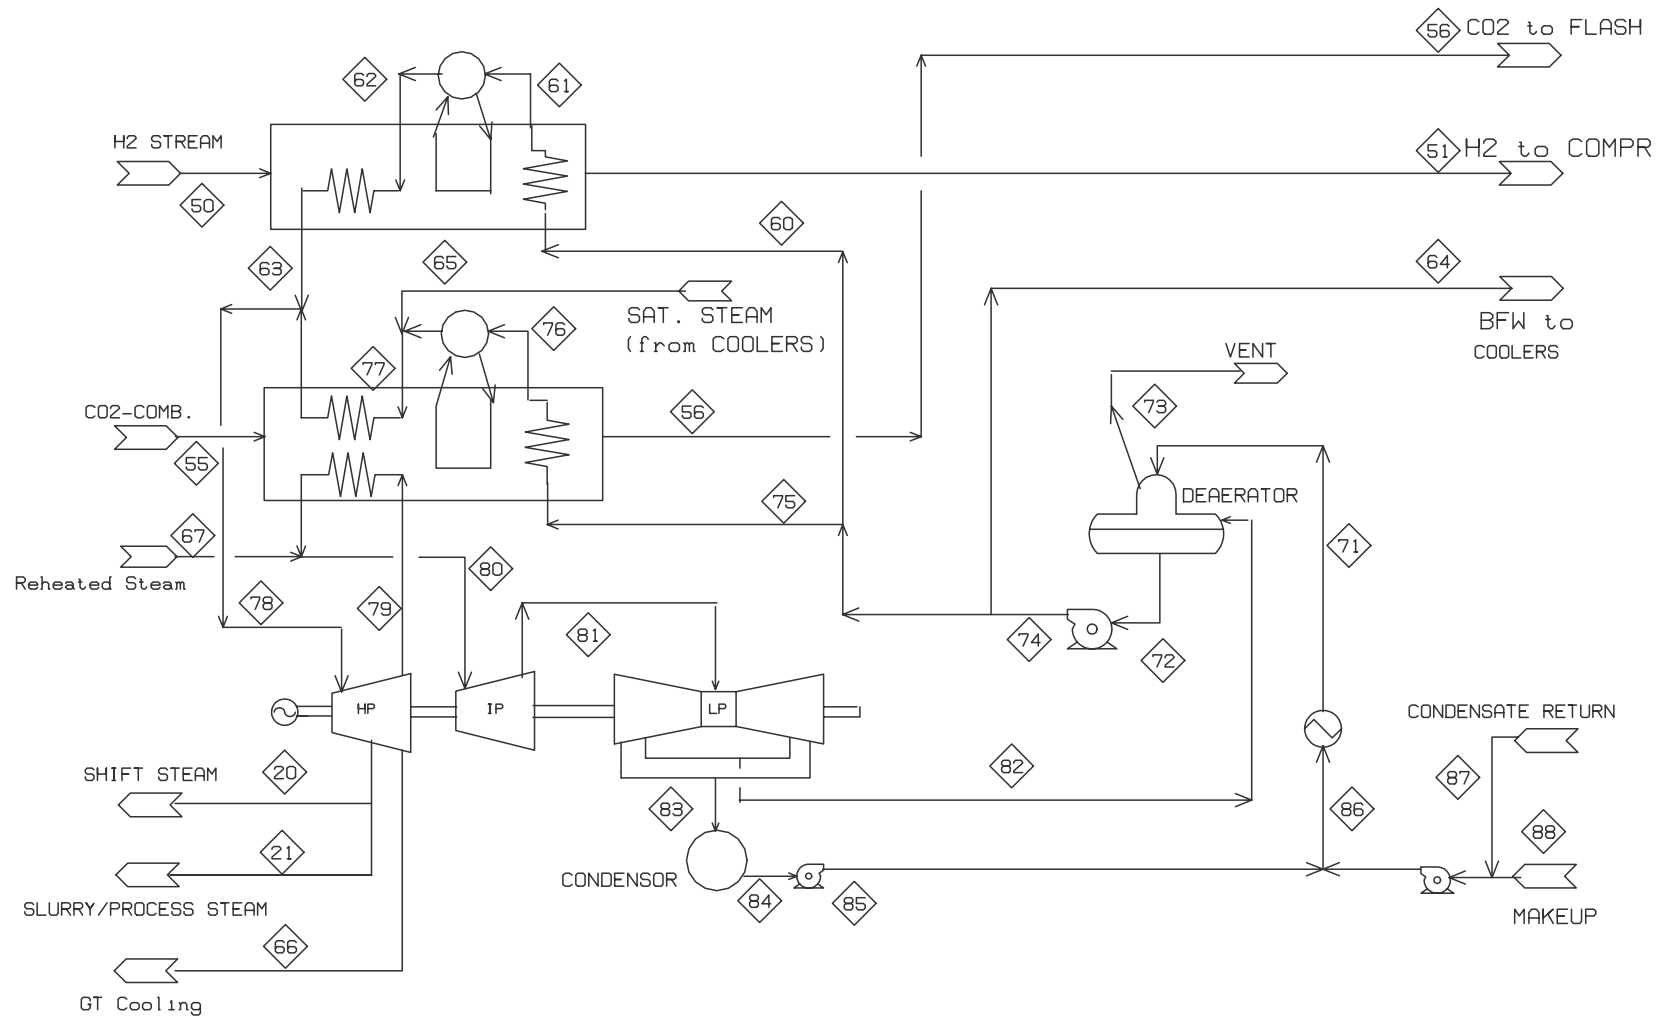 56 CO2 to FLASH
62
61
H2 STREAM
51 H2 to COMPR
50
60
63
65
64
SAT. STEAM
(from COOLERS)
76
BFW to
COOLERS
VENT
77
73
CO2-COMB.
56
55
75
DEAERATOR
67
71
Reheated Steam
80
78
79
81
74
72
HP
IP
LP
CONDENSATE RETURN
SHIFT STEAM
20
82
87
83
86
88
21
CONDENSOR
84
85
SLURRY/PROCESS STEAM
MAKEUP
66
GT Cooling